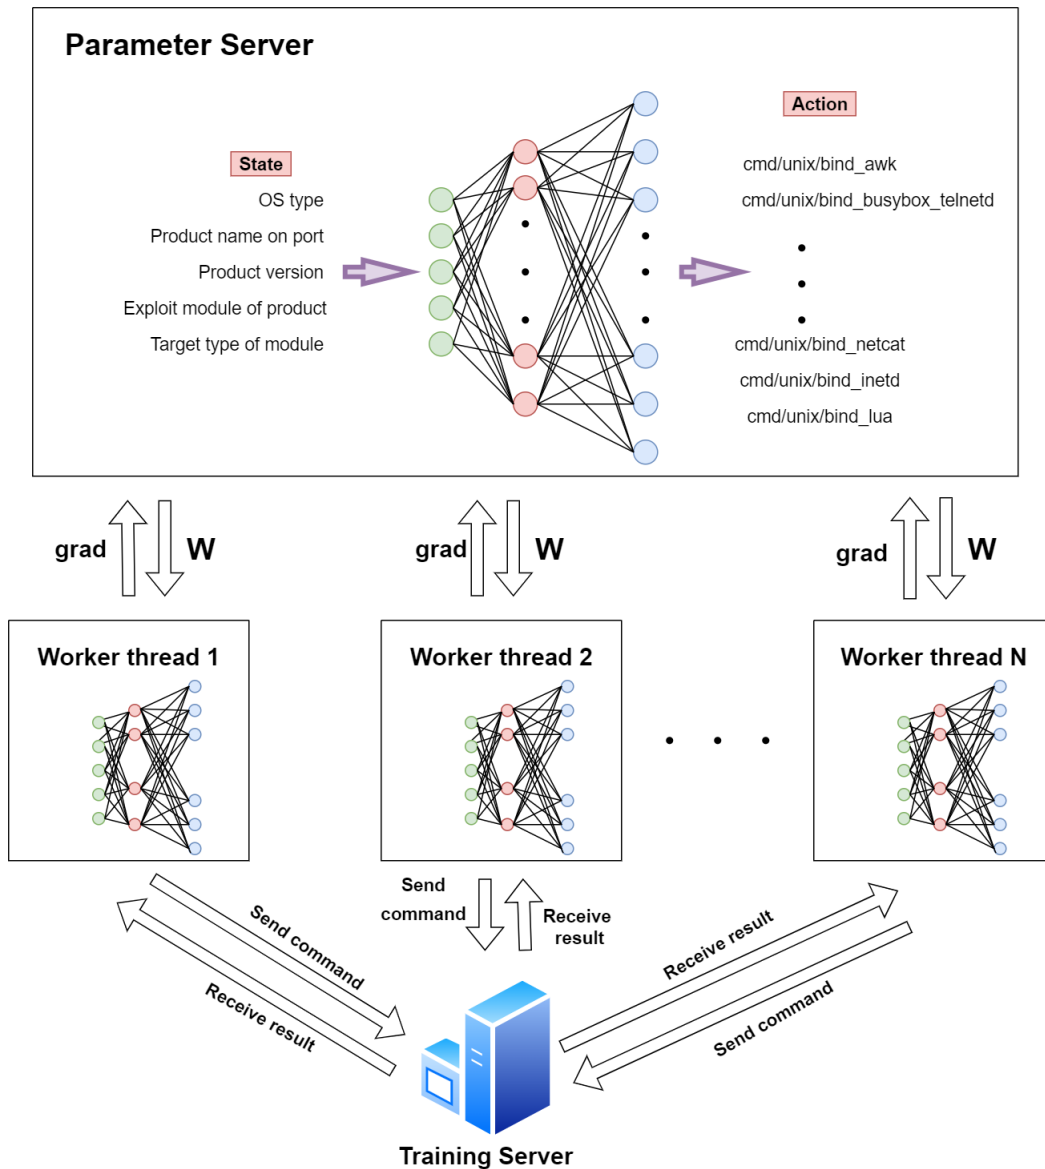 Parameter Server
State
OS type
Product name on port
Product version
Exploit module of product
Target type of module
Action
cmd/unix/bind_awk
cmd/unix/bind_busybox_telnetd
cmd/unix/bind_netcat
cmd/unix/bind_inetd
cmd/unix/bind_lua
grad
W
grad
W
grad
W
Worker thread 1
Worker thread 2
Worker thread N
Send command
Receive result
Send
command
Receive
result
Receive result
Send command
Training Server